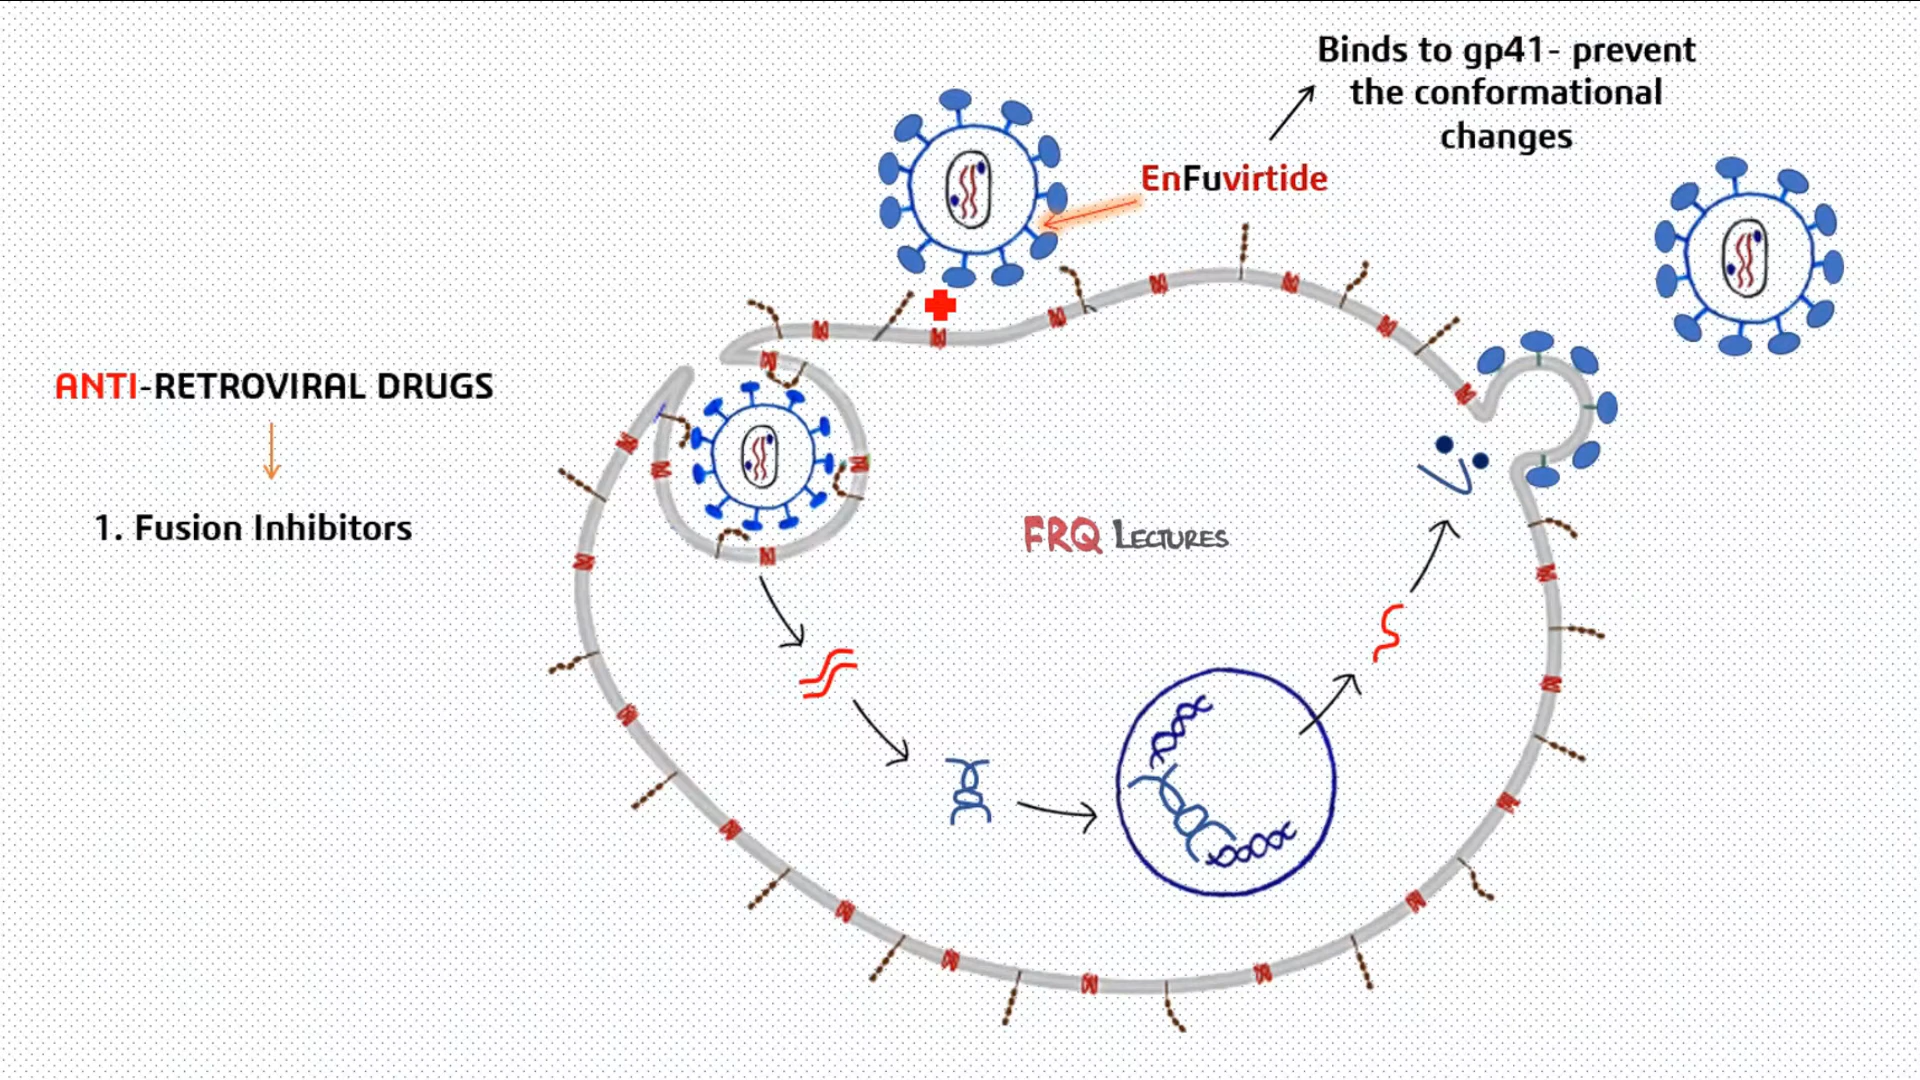 Binds to gp41- prevent
the conformational
changes
EnFuvirtide
ANTI-RETROVIRAL DRUGS
1. Fusion Inhibitors
FRQ LECTURES